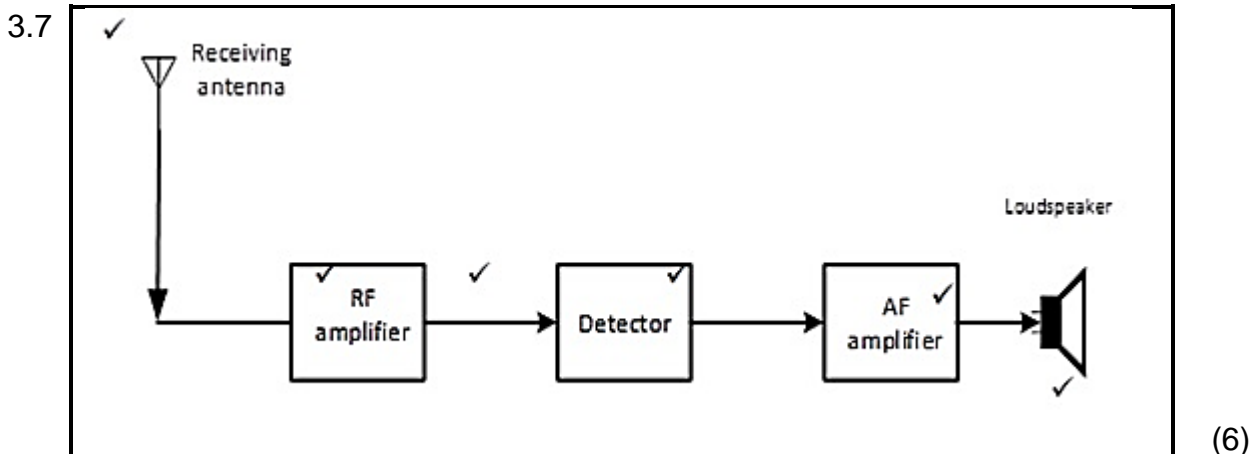 3.7
✓
Receiving
antenna
Loudspeaker
✓
RF
amplifier
✓
✓
Detector
✓
AF
amplifier
✓
(6)